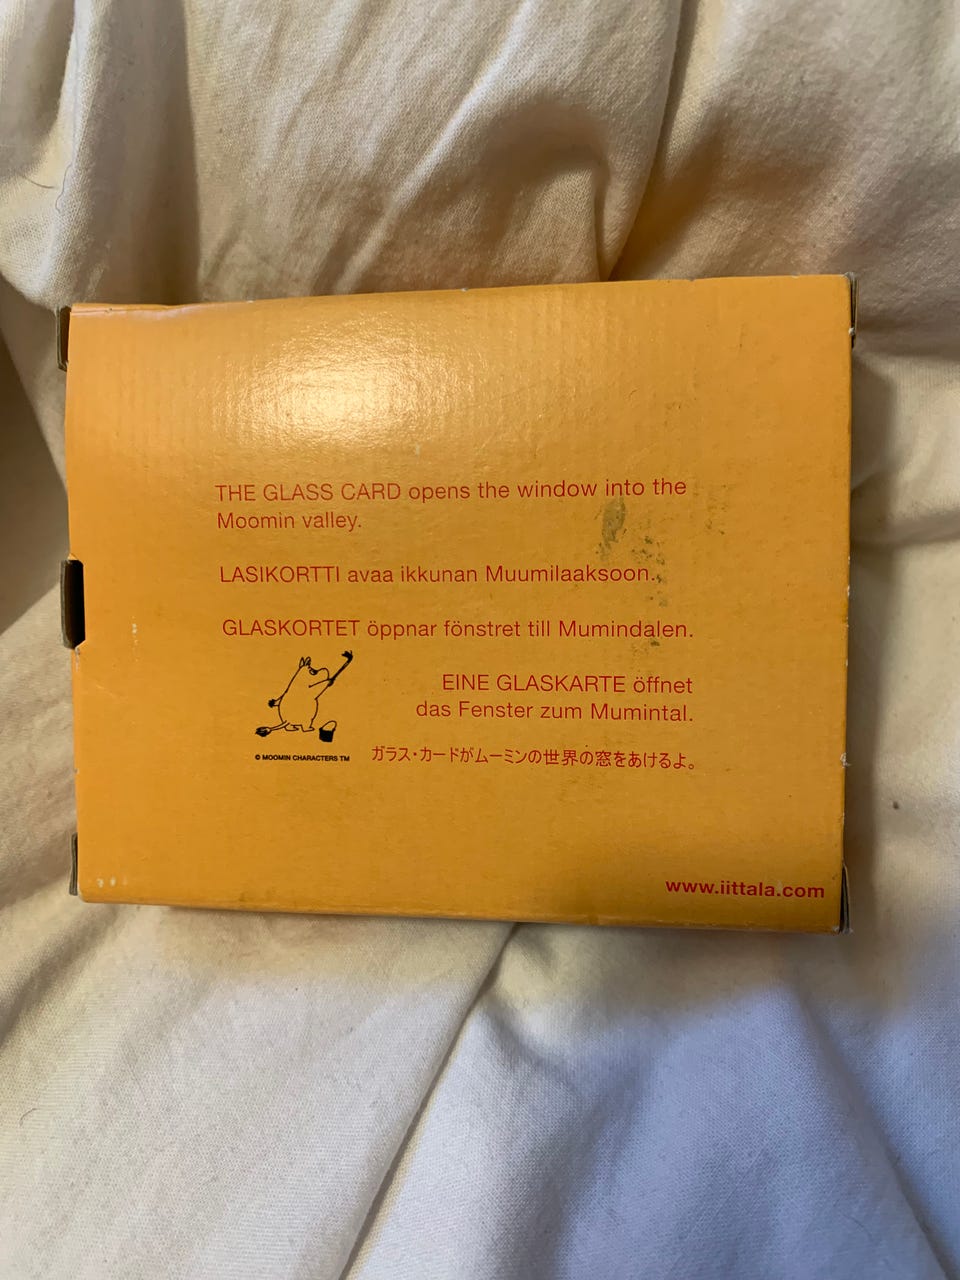 THE GLASS CARD opens the window into the
Moomin valley.
LASIKORTTI avaa ikkunan Muumilaaksoon.
GLASKORTET öppnar fönstret till Mumindalen.
EINE GLASKARTE öffnet
das Fenster zum Mumintal.
© MOOMIN CHARACTERS TM
ガラス・カードがムーミンの世界の窓をあけるよ。
www.iittala.com